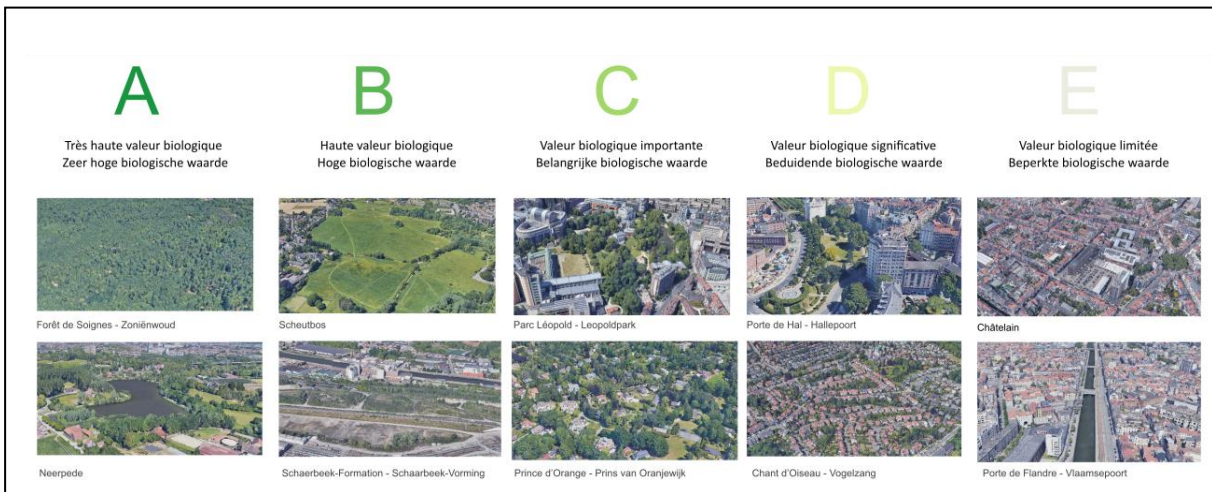 A
B
C
D
E
Très haute valeur biologique
Zeer hoge biologische waarde
Haute valeur biologique
Hoge biologische waarde
Valeur biologique importante
Belangrijke biologische waarde
Valeur biologique significative
Beduidende biologische waarde
Valeur biologique limitée
Beperkte biologische waarde
Forêt de Soignes - Zoniënwoud
Scheutbos
Parc Léopold - Leopoldpark
Porte de Hal - Hallepoort
Châtelain
Neerpede
Schaerbeek-Formation - Schaarbeek-Vorming
Prince d'Orange - Prins van Oranjewijk
Chant d'Oiseau - Vogelzang
Porte de Flandre - Vlaamsepoort